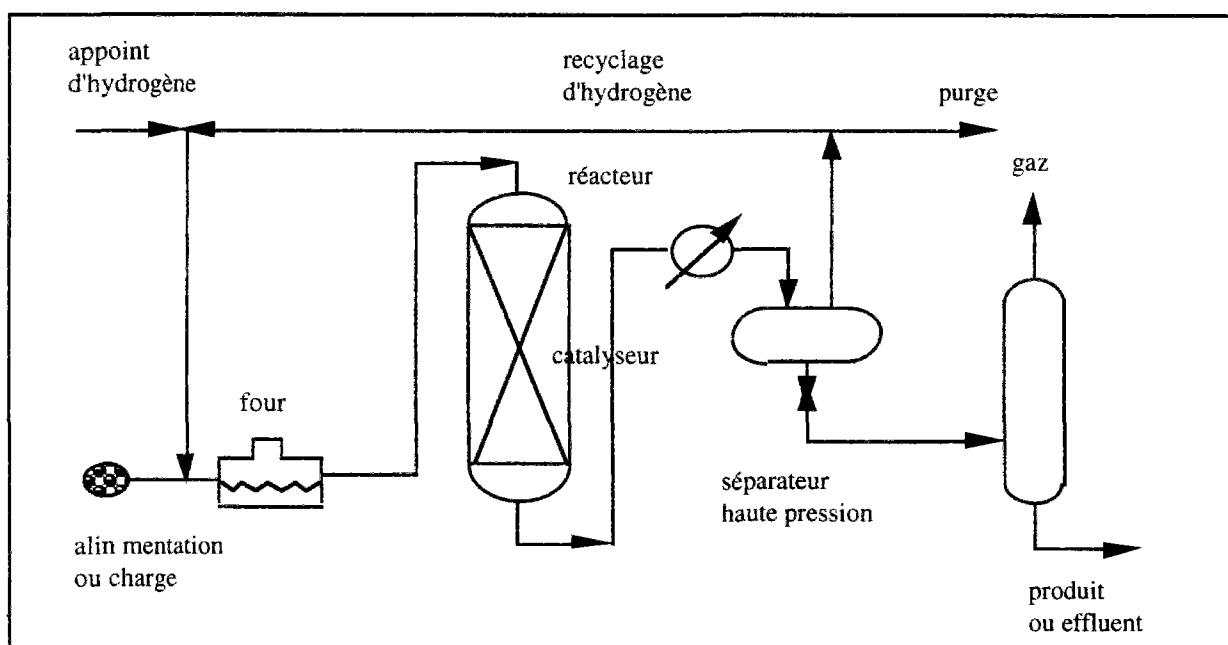 appoint
d'hydrogène
recyclage
d'hydrogène
purge
gaz
réacteur
catalyseur
four
séparateur
haute pression
alin mentation
ou charge
produit
ou effluent